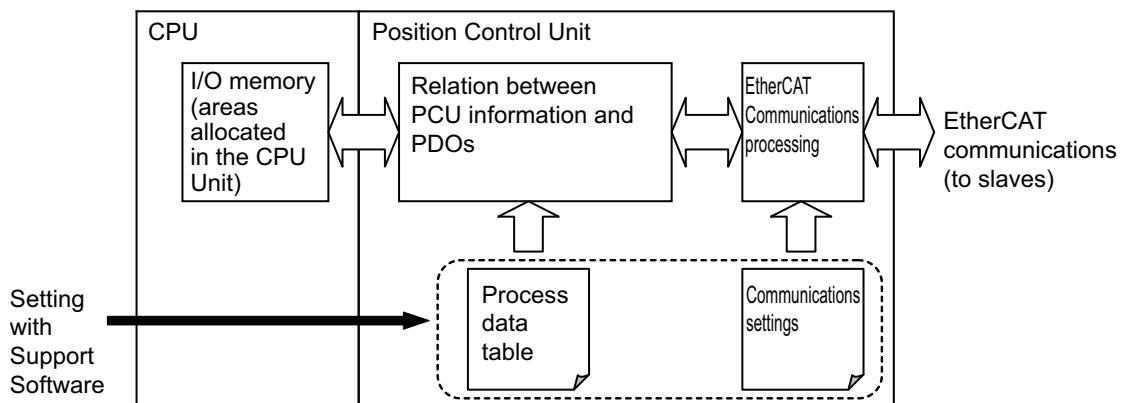 CPU
Position Control Unit
I/O memory
(areas
allocated
in the CPU
Unit)
Relation between
PCU information and
PDOs
EtherCAT
Communications
processing
EtherCAT
communications
(to slaves)
Setting
with
Support
Software
Process
data
table
Communications
settings